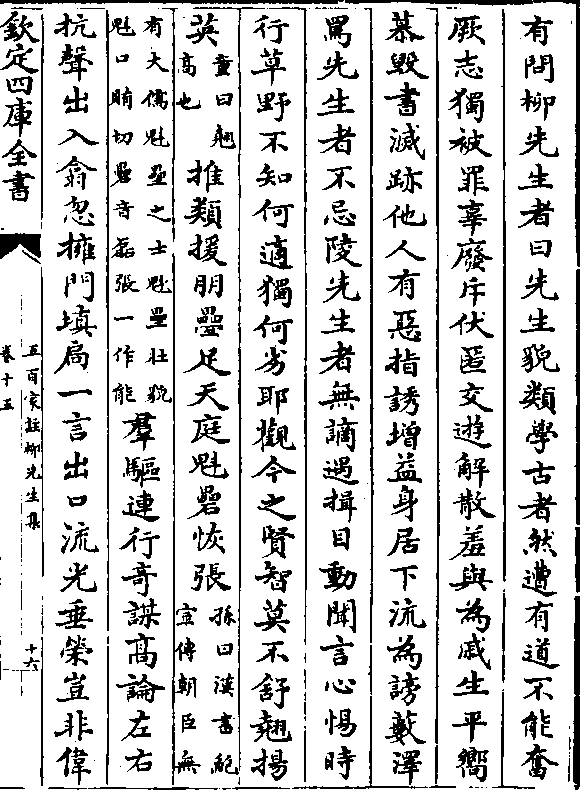 有問柳先生者曰先生貌類學古者然遭有道不能奮
厥志獨被罪辜廢斥伏匿交遊解散羞與為戚生平嚮
慕毀書滅跡他人有惡指誘增益身居下流為謗藪澤
罵先生者不忌陵先生者無謫遇揖目動聞言心惕時
行草野不知何適獨何劣耶觀今之賢智莫不舒翹揚
英童曰翹高也推類援朋疊足天庭魁礨恢張孫曰漢書鮑宣傳朝臣無
有大儒魁壘之士魁壘壯貌魁口賄切壘音磊張一作能羣驅連行奇謀高論左右
抗聲出入翕忽擁門填扃一言出口流光垂榮豈非偉
欽定四庫全書
五百家註柳先生集
卷十五
十六